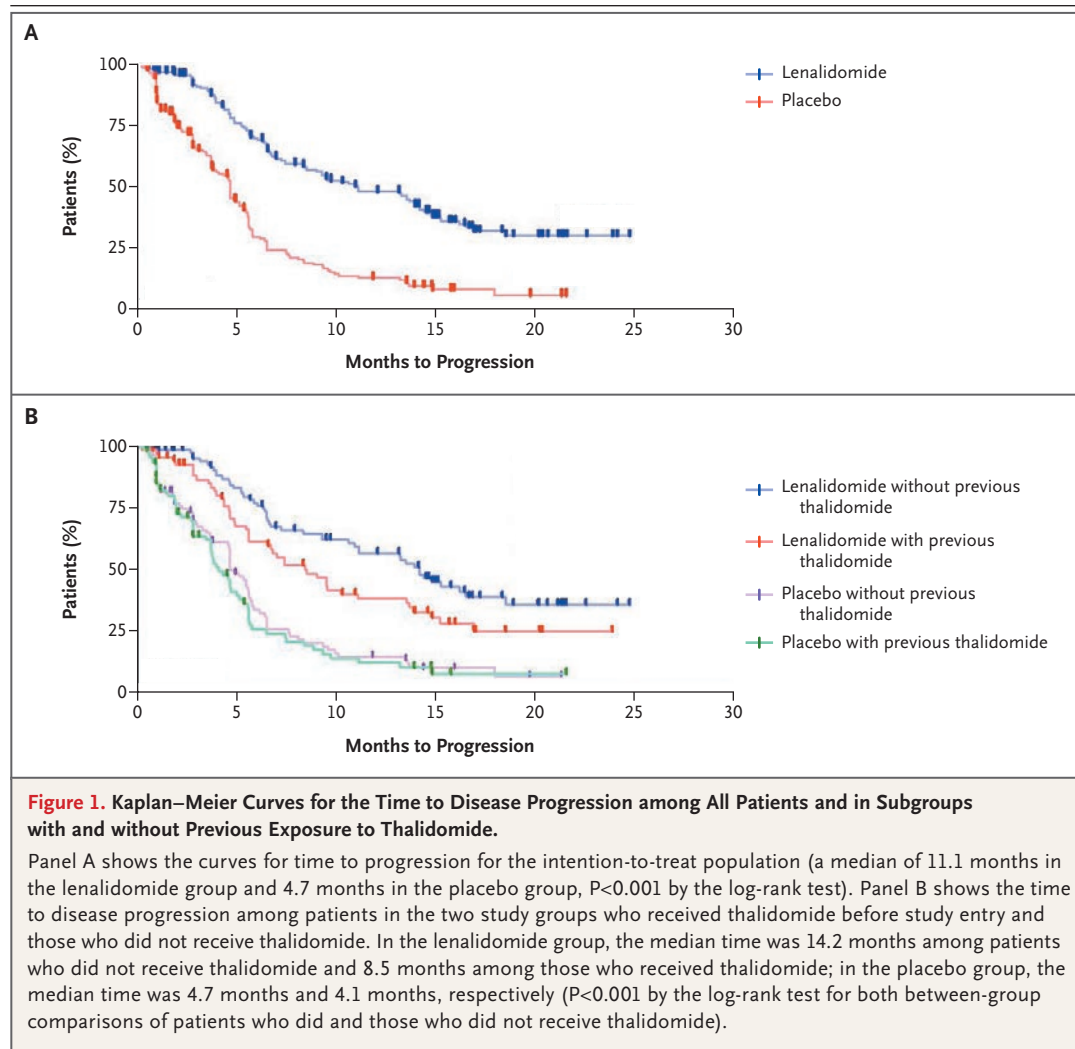 A
100
75
50
25
0
Patients (%)
0 5 10 15 20 25 30
Months to Progression
Lenalidomide
Placebo
B
100
75
50
25
0
Patients (%)
0 5 10 15 20 25 30
Months to Progression
Lenalidomide without previous
thalidomide
Lenalidomide with previous
thalidomide
Placebo without previous
thalidomide
Placebo with previous thalidomide
Figure 1. Kaplan–Meier Curves for the Time to Disease Progression among All Patients and in Subgroups
with and without Previous Exposure to Thalidomide.
Panel A shows the curves for time to progression for the intention-to-treat population (a median of 11.1 months in
the lenalidomide group and 4.7 months in the placebo group, P<0.001 by the log-rank test). Panel B shows the time
to disease progression among patients in the two study groups who received thalidomide before study entry and
those who did not receive thalidomide. In the lenalidomide group, the median time was 14.2 months among patients
who did not receive thalidomide and 8.5 months among those who received thalidomide; in the placebo group, the
median time was 4.7 months and 4.1 months, respectively (P<0.001 by the log-rank test for both between-group
comparisons of patients who did and those who did not receive thalidomide).